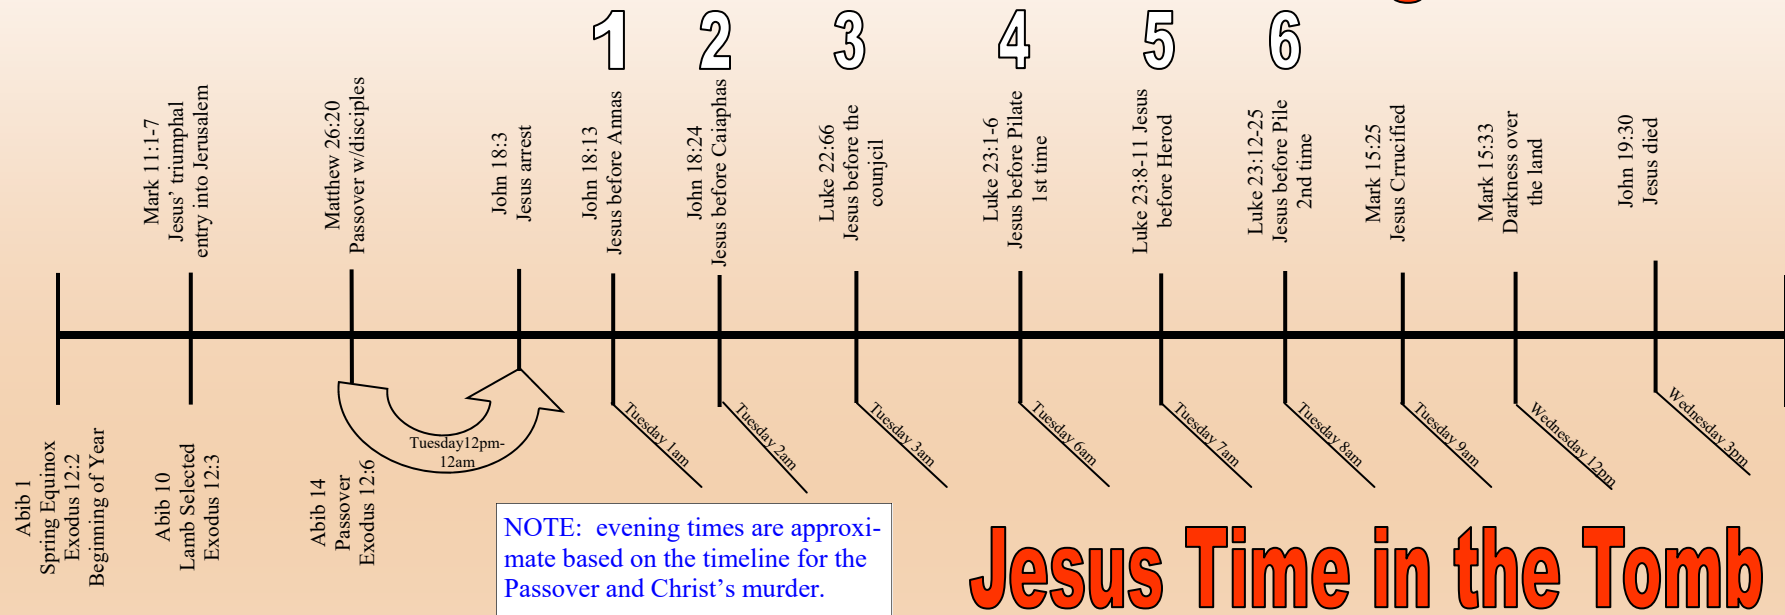 1
2
3
4
5
6
Mark 11:1-7
Jesus' triumphal
entry into Jerusalem
Matthew 26:20
Passover w/disciples
John 18:3
Jesus arrest
John 18:13
Jesus before Annas
John 18:24
Jesus before Caiaphas
Luke 22:66
Jesus before the
counjcil
Luke 23:1-6
Jesus before Pilate
1st time
Luke 23:8-11 Jesus
before Herod
Luke 23:12-25
Jesus before Pile
2nd time
Mark 15:25
Jesus Crrucified
Mark 15:33
Darkness over
the land
John 19:30
Jesus died
Tuesday12pm-
12am
Tuesday 1am
Tuesday 2am
Tuesday 3am
Tuesday 6am
Tuesday 7am
Tuesday 8am
Tuesday 9am
Wednesday 12pm
Wednesday 3pm
Abib 1
Spring Equinox
Exodus 12:2
Beginning of Year
Abib 10
Lamb Selected
Exodus 12:3
Abib 14
Passover
Exodus 12:6
NOTE:  evening times are approxi-
mate based on the timeline for the
Passover and Christ's murder.
Jesus Time in the Tomb